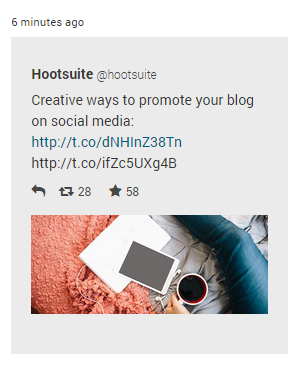 6 minutes ago
Hootsuite @hootsuite
Creative ways to promote your blog
on social media:
http://t.co/dNHInZ38Tn
http://t.co/ifZc5UXg4B
28 58